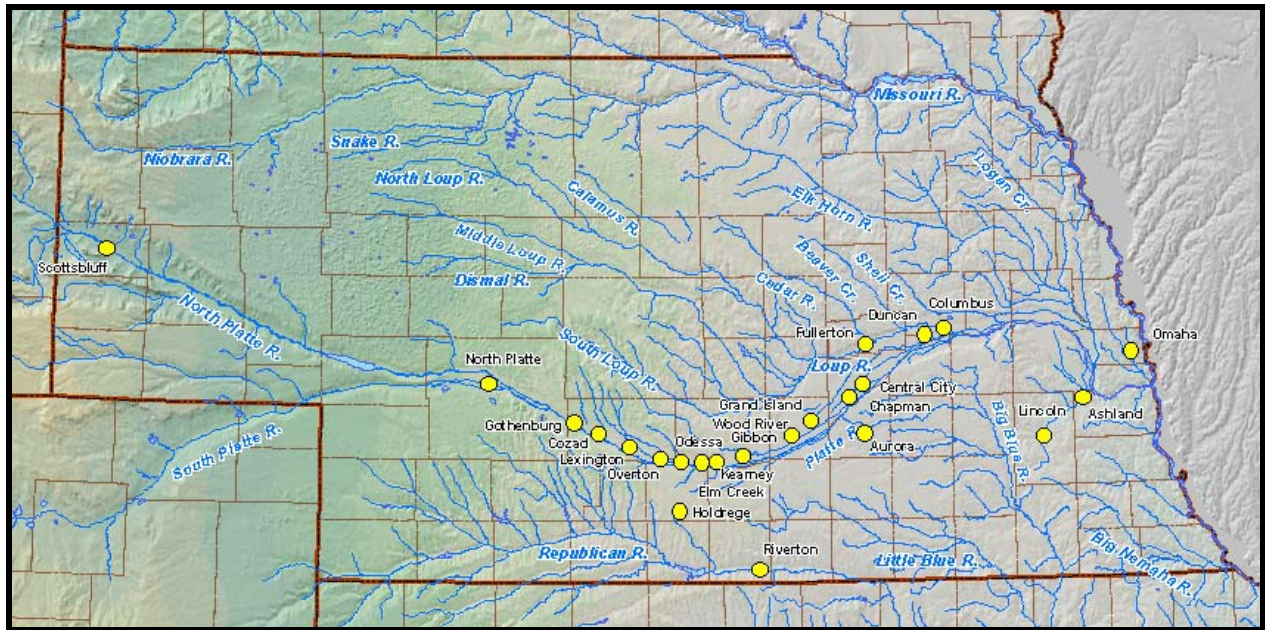 Missouri R.
Snake R.
Niobrara R.
North Loup R.
Calamus R.
Logan Cr.
Elk Horn R.
Middle Loup R.
Dismal R.
Beaver Cr.
Shell Cr.
Cedar R.
Scottsbluff
North Platte R.
Columbus
Duncan
Fullerton
Omaha
South Loup R.
North Platte
Loup R.
Central City
Grand Island
Chapman
Lincoln
Ashland
Gothenburg
Wood River
Cozad
Odessa
Gibbon
Platte R.
Aurora
Big Blue R.
South Platte R.
Lexington
Overton
Kearney
Elm Creek
Holdrege
Republican R.
Riverton
Little Blue R.
Big Nemaha R.